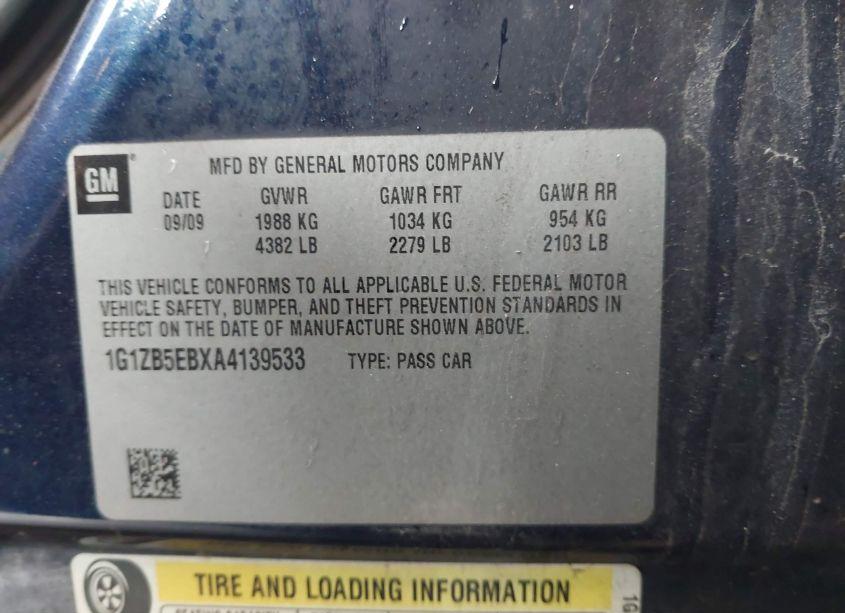 GM
MFD BY GENERAL MOTORS COMPANY
DATE GVWR GAWR FRT GAWR RR
09/09 1988 KG 1034 KG 954 KG
4382 LB 2279 LB 2103 LB
THIS VEHICLE CONFORMS TO ALL APPLICABLE U.S. FEDERAL MOTOR
VEHICLE SAFETY, BUMPER, AND THEFT PREVENTION STANDARDS IN
EFFECT ON THE DATE OF MANUFACTURE SHOWN ABOVE.
1G1ZB5EBXA4139533 TYPE: PASS CAR
TIRE AND LOADING INFORMATION